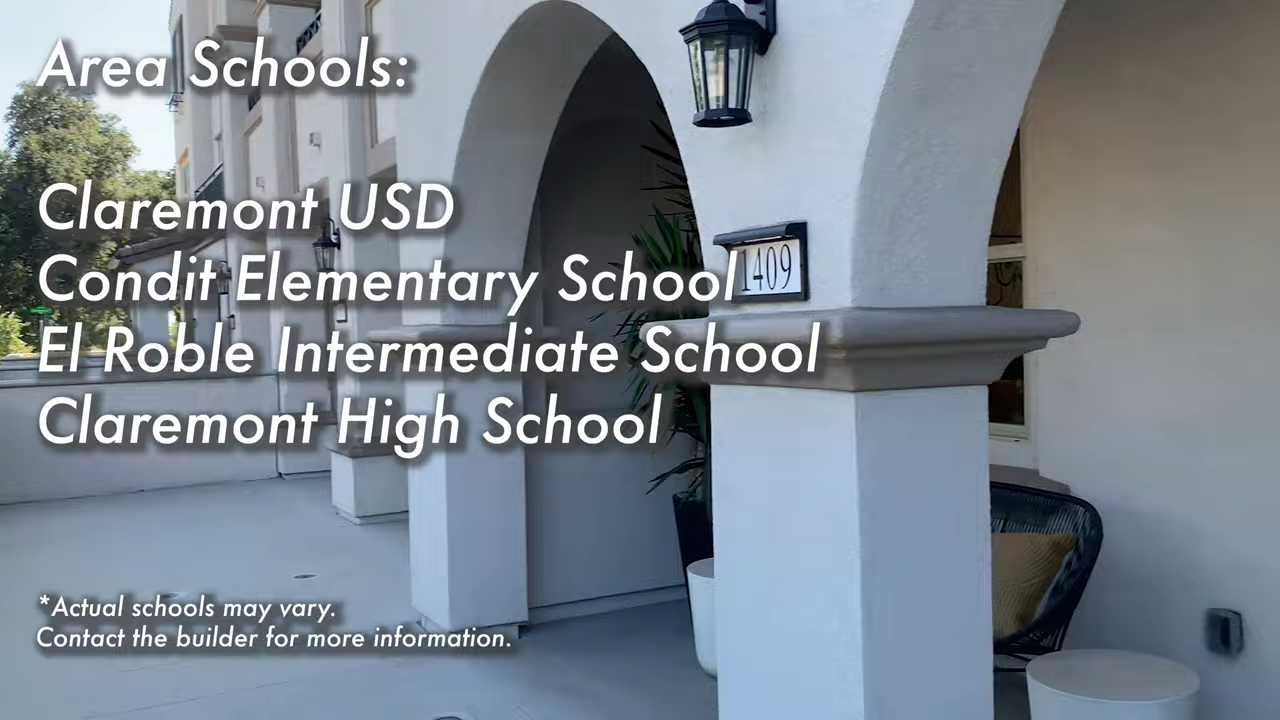 Area Schools:
Claremont USD
Condit Elementary School
1409
El Roble Intermediate School
Claremont High School
*Actual schools may vary.
Contact the builder for more information.